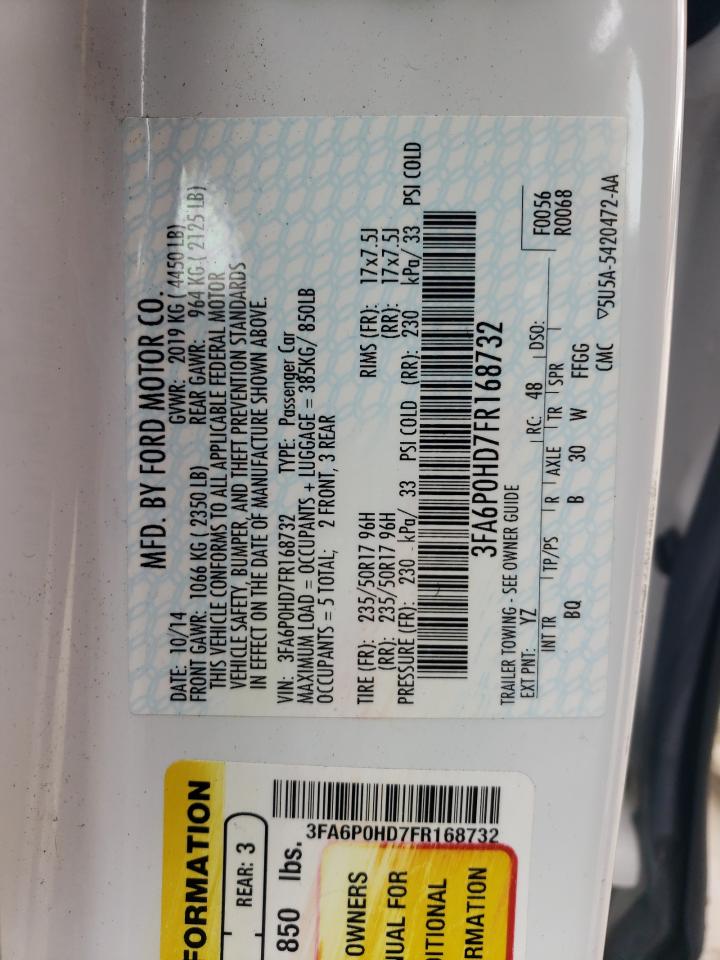 MFD. BY FORD MOTOR CO.
DATE: 10/14 GVWR: 2019 KG ( 4450 LB)
FRONT GAWR: 1066 KG ( 2350 LB) REAR GAWR: 964 KG ( 2125 LB)
THIS VEHICLE CONFORMS TO ALL APPLICABLE FEDERAL MOTOR
VEHICLE SAFETY, BUMPER, AND THEFT PREVENTION STANDARDS
IN EFFECT ON THE DATE OF MANUFACTURE SHOWN ABOVE.
VIN: 3FA6P0HD7FR168732 TYPE: Passenger Car
MAXIMUM LOAD = OCCUPANTS + LUGGAGE = 385KG/ 850LB
OCCUPANTS = 5 TOTAL; 2 FRONT, 3 REAR
TIRE (FR): 235/50R17 96H RIMS (FR): 17x7.5J
(RR): 235/50R17 96H (RR): 17x7.5J
PRESSURE (FR): 230 kPa/ 33 PSI COLD (RR): 230 kPa/ 33 PSI COLD
3FA6P0HD7FR168732
TRAILER TOWING - SEE OWNER GUIDE
F0056
EXT PNT: YZ RC: 48 DSO: R0068
INT TR TP/PS R AXLE TR SPR
BQ B 30 W FFGG
CMC ▽5U5A-5420472-AA
FORMATION
REAR: 3
850 lbs.
3FA6P0HD7FR168732
OWNERS
UAL FOR
ITIONAL
RMATION